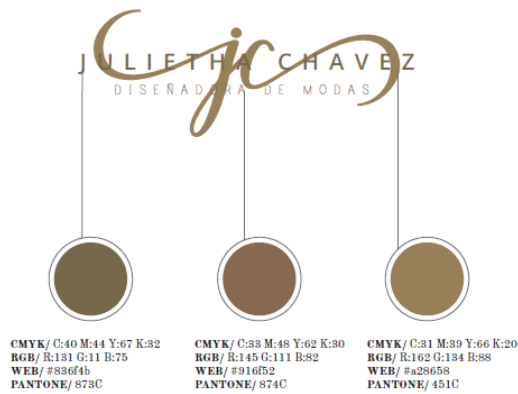 jc
JULIETHA CHAVEZ
DISEÑADORA DE MODAS
CMYK/ C:40 M:44 Y:67 K:32
RGB/ R:131 G:11 B:75
WEB/ #836f4b
PANTONE/ 873C
CMYK/ C:33 M:48 Y:62 K:30
RGB/ R:145 G:111 B:82
WEB/ #916f52
PANTONE/ 874C
CMYK/ C:31 M:39 Y:66 K:20
RGB/ R:162 G:134 B:88
WEB/ #a28658
PANTONE/ 451C